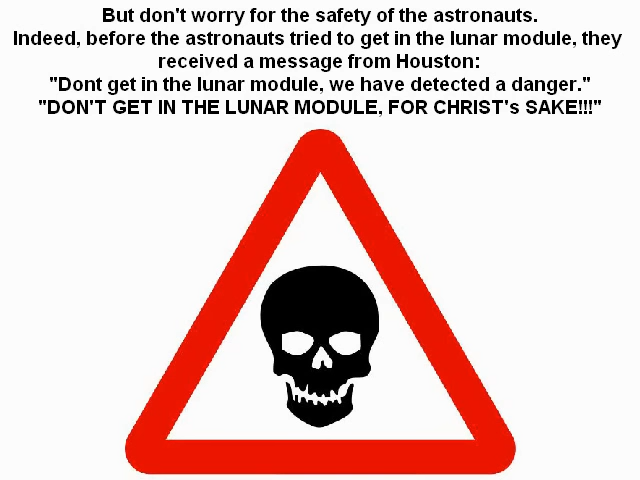 But don't worry for the safety of the astronauts.
Indeed, before the astronauts tried to get in the lunar module, they
received a message from Houston:
"Dont get in the lunar module, we have detected a danger."
"DON'T GET IN THE LUNAR MODULE, FOR CHRIST's SAKE!!!"